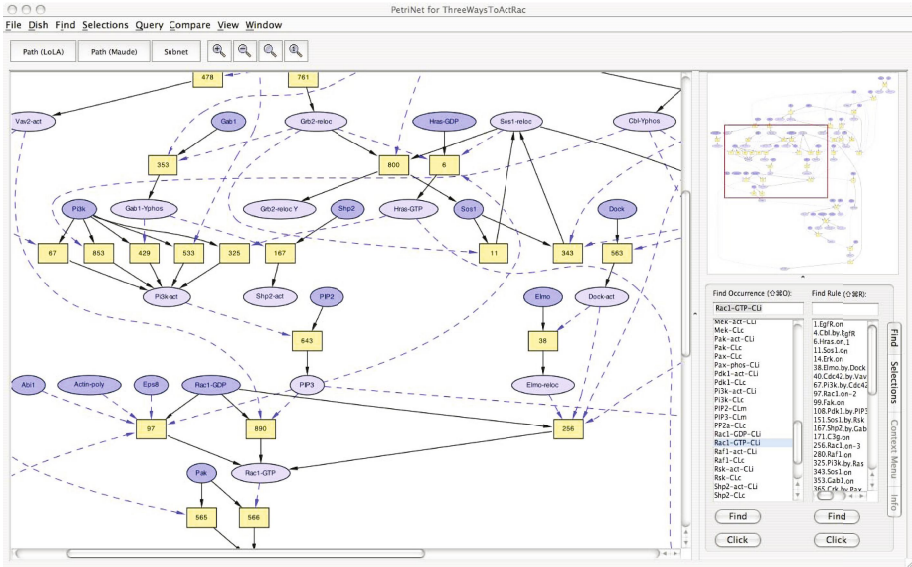 PetriNet for ThreeWaysToActRac
File Dish Find Selections Query Compare View Window
Path (LoLA) Path (Maude) Subnet
478 761
Vav2-act Gab1 Grb2-reloc Hras-GDP Sos1-reloc Cbl-Yphos
353 800 6
Pi3k Gab1-Yphos Shp2 Grb2-reloc Y Hras-GTP Sos1 Dock
67 853 429 533 325 167 11 343 563
Pi3k-act Shp2-act PIP2 Elmo Dock-act
643 38
Abi1 Actin-poly Eps8 Rac1-GDP PIP3 Elmo-reloc
97 890 256
Pak Rac1-GTP
565 566
Find Occurrence (⇧⌘O): Find Rule (⇧⌘R):
Rac1-GTP-CLi
Mek-act-CLi
Mek-CLc
Pak-act-CLi
Pak-CLc
Pax-CLc
Pax-phos-CLi
Pdk1-act-CLi
Pdk1-CLc
Pi3k-act-CLi
Pi3k-CLc
PIP2-CLm
PIP3-CLm
PP2a-CLc
Rac1-GDP-CLi
Rac1-GTP-CLi
Raf1-act-CLi
Raf1-CLc
Rsk-act-CLi
Rsk-CLc
Shp2-act-CLi
Shp2-CLc
1.EgfR.on
4.Cbl.by.EgfR
6.Hras.on.1
11.Sos1.on
14.Erk.on
38.Elmo.by.Dock
40.Cdc42.by.Vav
67.Pi3k.by.Cdc42
97.Rac1.on-2
99.Fak.on
108.Pdk1.by.PIP3
151.Sos1.by.Rsk
167.Shp2.by.Gab
171.C3g.on
256.Rac1.on-3
280.Raf1.on
325.Pi3k.by.Ras
343.Sos1.on
353.Gab1.on
365.Crk.by.Pax
Find Find
Click Click
Find
Selections
Context Menu
Info